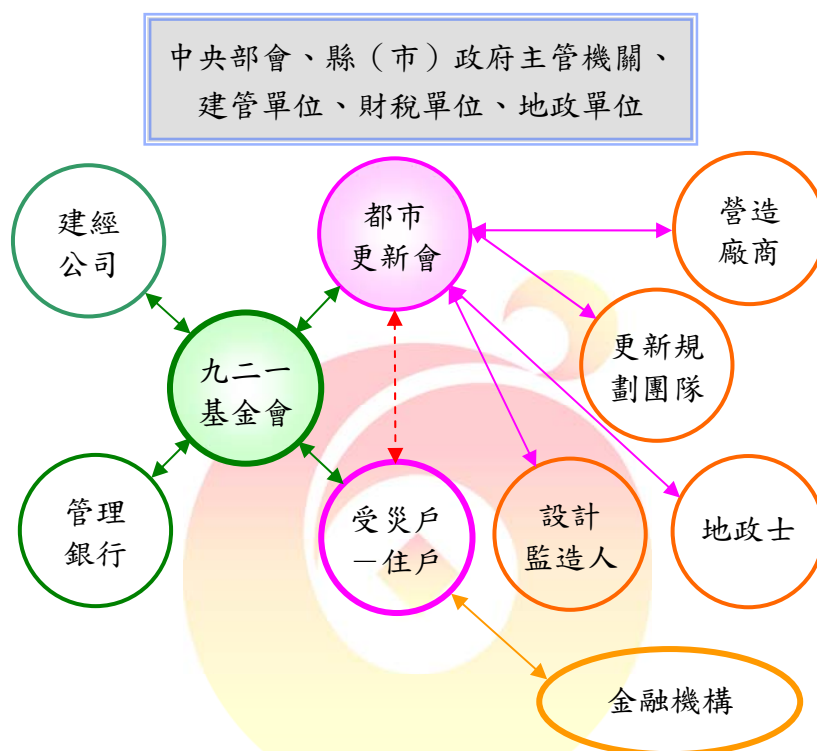 中央部會、縣（市）政府主管機關、
建管單位、財稅單位、地政單位
建經
公司
都市
更新會
營造
廠商
九二一
基金會
更新規
劃團隊
管理
銀行
受災戶
－住戶
設計
監造人
地政士
金融機構